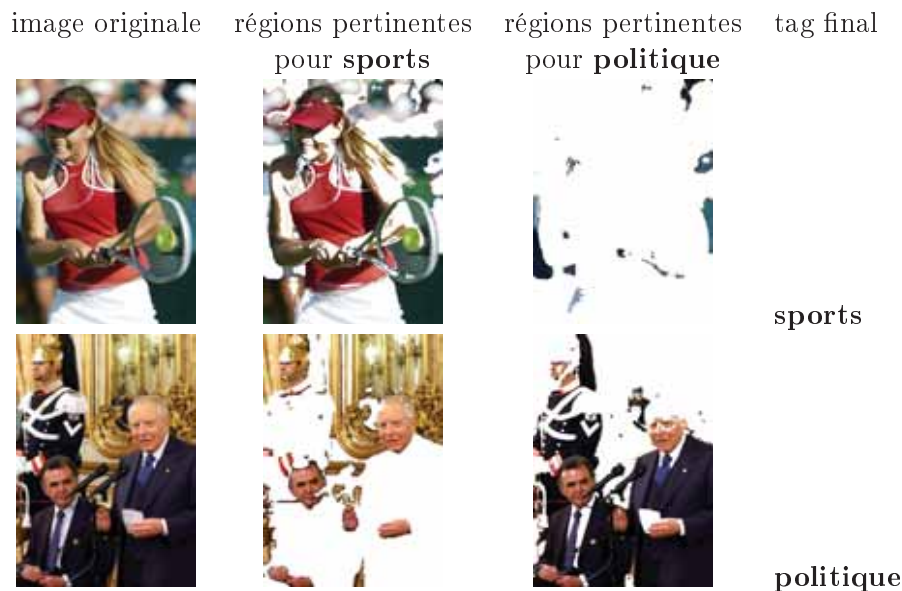 image originale
régions pertinentes
pour sports
régions pertinentes
pour politique
tag final
sports
politique